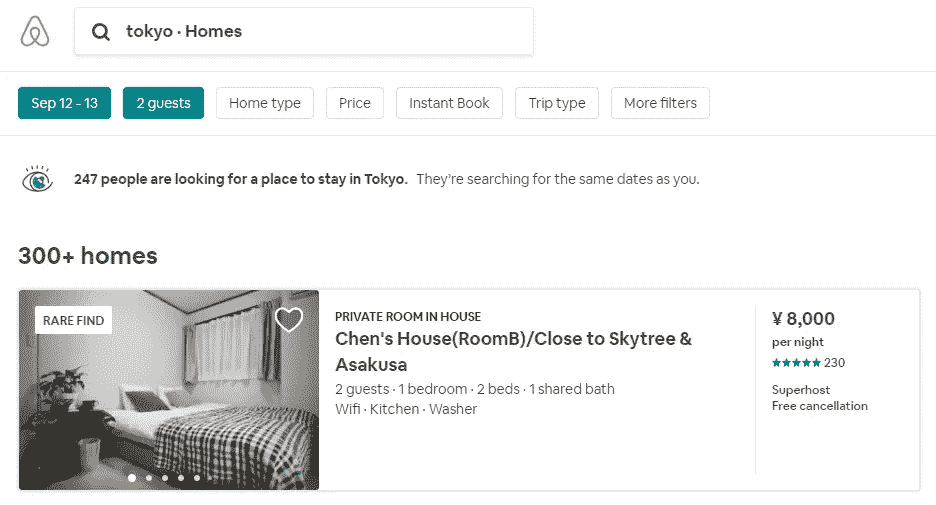 tokyo · Homes
Sep 12 - 13
2 guests
Home type
Price
Instant Book
Trip type
More filters
247 people are looking for a place to stay in Tokyo. They're searching for the same dates as you.
300+ homes
RARE FIND
PRIVATE ROOM IN HOUSE
Chen's House(RoomB)/Close to Skytree &
Asakusa
2 guests · 1 bedroom · 2 beds · 1 shared bath
Wifi · Kitchen · Washer
¥ 8,000
per night
230
Superhost
Free cancellation